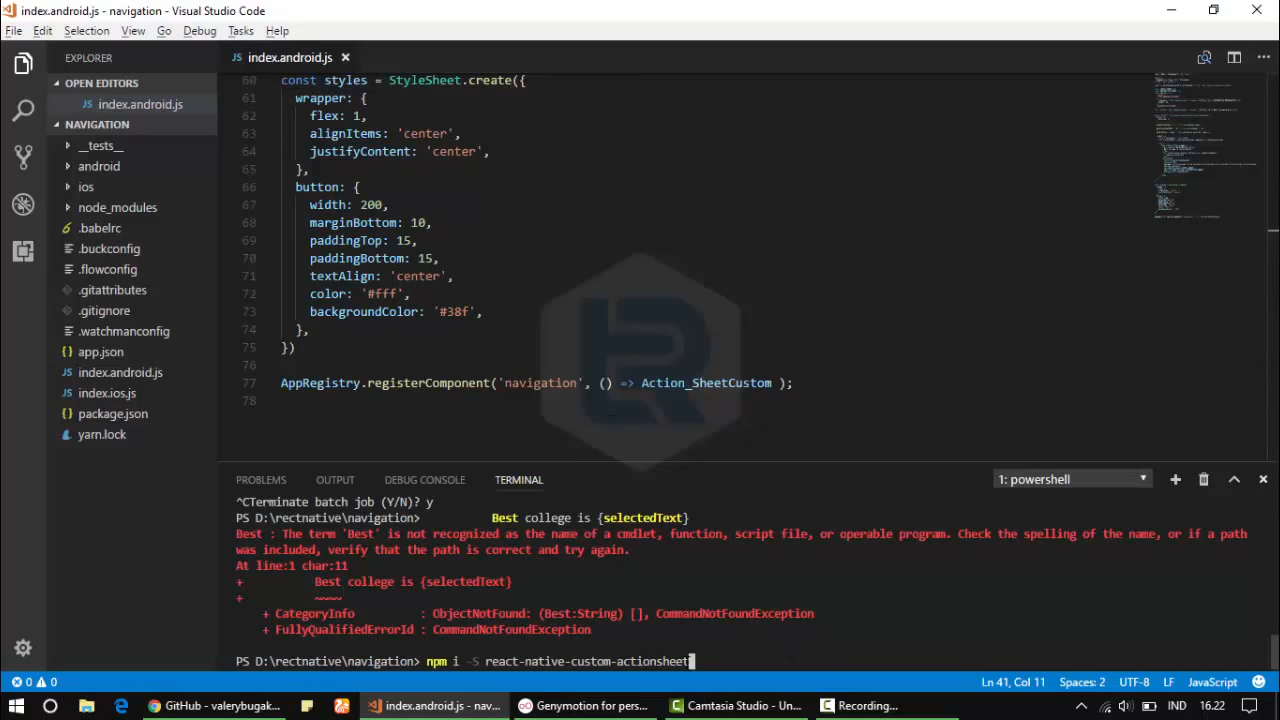 index.android.js - navigation - Visual Studio Code
File Edit Selection View Go Debug Tasks Help
EXPLORER
OPEN EDITORS
index.android.js
NAVIGATION
__tests__
android
ios
node_modules
.babelrc
.buckconfig
.flowconfig
.gitattributes
.gitignore
.watchmanconfig
app.json
index.android.js
index.ios.js
package.json
yarn.lock
index.android.js
60 const styles = StyleSheet.create({
61 wrapper: {
62 flex: 1,
63 alignItems: 'center',
64 justifyContent: 'center',
65 },
66 button: {
67 width: 200,
68 marginBottom: 10,
69 paddingTop: 15,
70 paddingBottom: 15,
71 textAlign: 'center',
72 color: '#fff',
73 backgroundColor: '#38f',
74 },
75 })
76
77 AppRegistry.registerComponent('navigation', () => Action_SheetCustom );
78
PROBLEMS OUTPUT DEBUG CONSOLE TERMINAL 1: powershell
^CTerminate batch job (Y/N)? y
PS D:\rectnative\navigation> Best college is {selectedText}
Best : The term 'Best' is not recognized as the name of a cmdlet, function, script file, or operable program. Check the spelling of the name, or if a path
was included, verify that the path is correct and try again.
At line:1 char:11
+ Best college is {selectedText}
+ ~~~~
+ CategoryInfo : ObjectNotFound: (Best:String) [], CommandNotFoundException
+ FullyQualifiedErrorId : CommandNotFoundException
PS D:\rectnative\navigation> npm i -S react-native-custom-actionsheet
0 0 Ln 41, Col 11 Spaces: 2 UTF-8 LF JavaScript
GitHub - valerybugak... index.android.js - nav... Genymotion for pers... Camtasia Studio - Un... Recording... IND 16.22